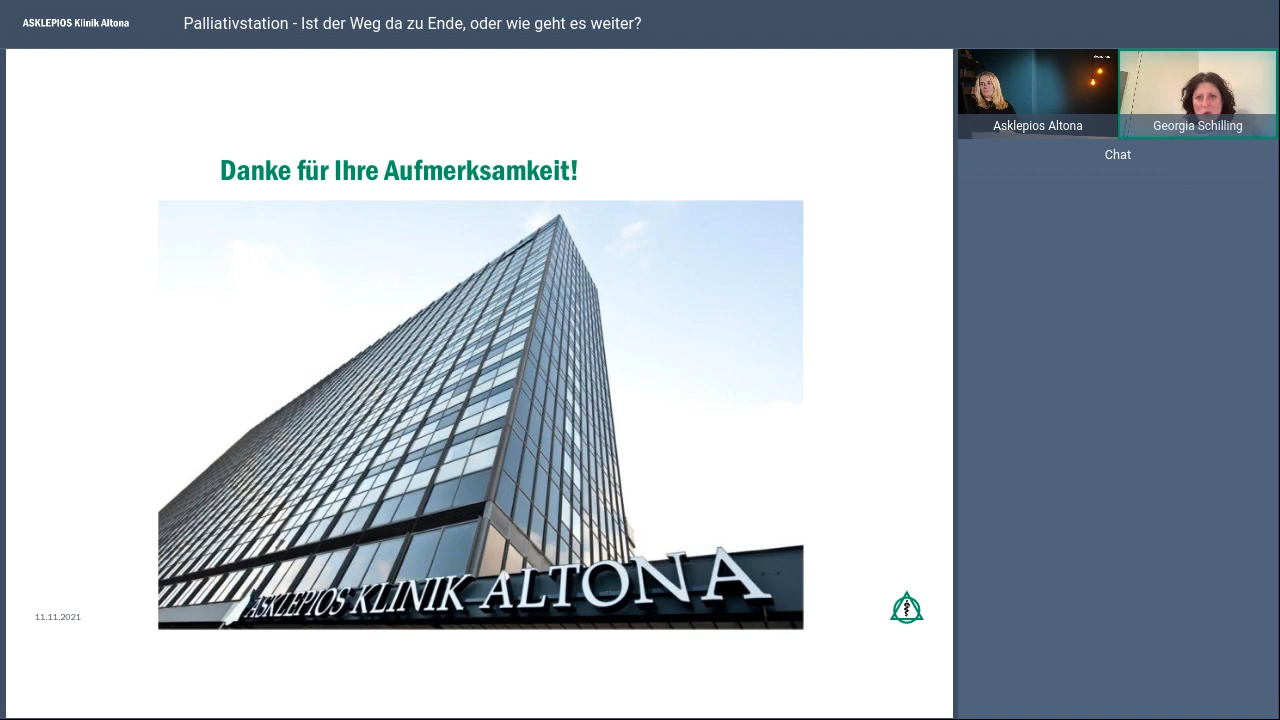 ASKLEPIOS Klinik Altona
Palliativstation - Ist der Weg da zu Ende, oder wie geht es weiter?
Asklepios Altona
Georgia Schilling
Chat
Danke für Ihre Aufmerksamkeit!
ASKLEPIOS KLINIK ALTONA
11.11.2021